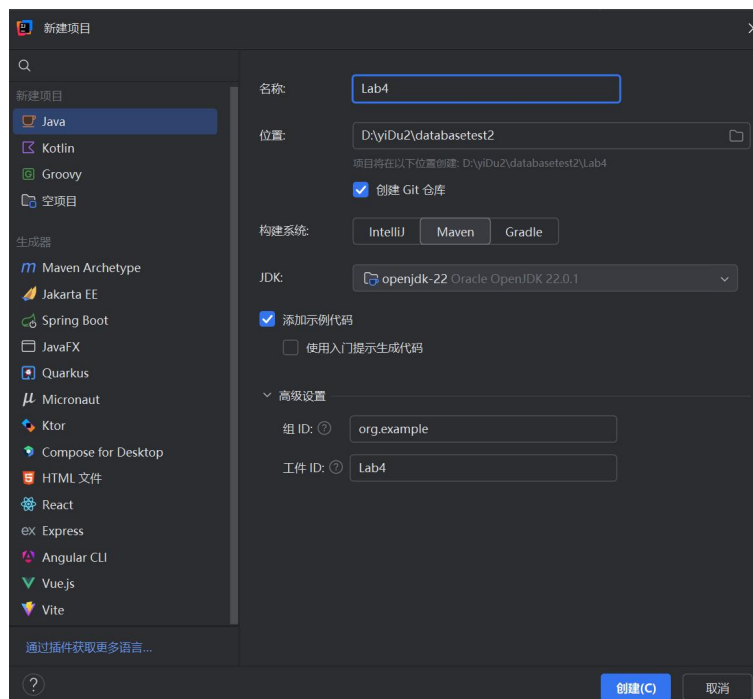 新建项目
新建项目
Java
Kotlin
Groovy
空项目
生成器
Maven Archetype
Jakarta EE
Spring Boot
JavaFX
Quarkus
Micronaut
Ktor
Compose for Desktop
HTML 文件
React
ex Express
Angular CLI
Vue.js
Vite
通过插件获取更多语言...
名称:
Lab4
位置:
D:\yiDu2\databasetest2
项目将在以下位置创建: D:\yiDu2\databasetest2\Lab4
创建 Git 仓库
构建系统:
IntelliJ Maven Gradle
JDK:
openjdk-22 Oracle OpenJDK 22.0.1
添加示例代码
使用入门提示生成代码
高级设置
组 ID: ?
org.example
工件 ID: ?
Lab4
?
创建(C)
取消